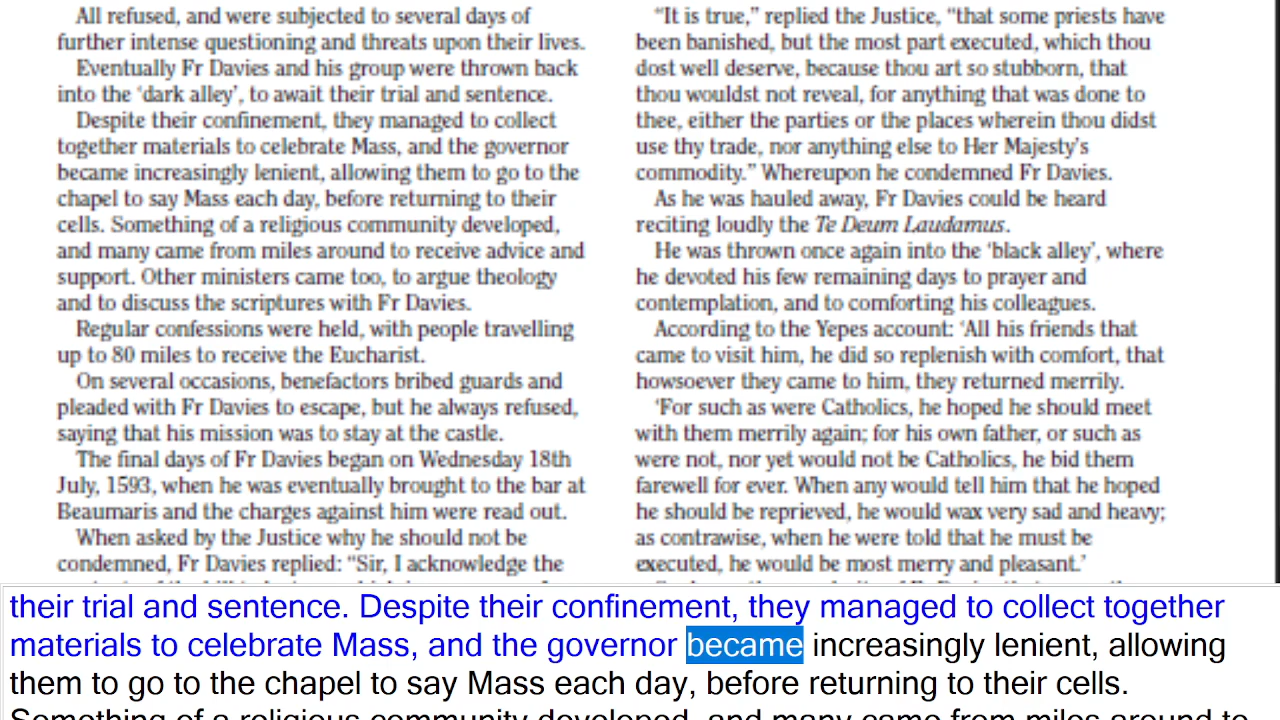 All refused, and were subjected to several days of
further intense questioning and threats upon their lives.
Eventually Fr Davies and his group were thrown back
into the ‘dark alley’, to await their trial and sentence.
Despite their confinement, they managed to collect
together materials to celebrate Mass, and the governor
became increasingly lenient, allowing them to go to the
chapel to say Mass each day, before returning to their
cells. Something of a religious community developed,
and many came from miles around to receive advice and
support. Other ministers came too, to argue theology
and to discuss the scriptures with Fr Davies.
Regular confessions were held, with people travelling
up to 80 miles to receive the Eucharist.
On several occasions, benefactors bribed guards and
pleaded with Fr Davies to escape, but he always refused,
saying that his mission was to stay at the castle.
The final days of Fr Davies began on Wednesday 18th
July, 1593, when he was eventually brought to the bar at
Beaumaris and the charges against him were read out.
When asked by the Justice why he should not be
condemned, Fr Davies replied: “Sir, I acknowledge the
“It is true,” replied the Justice, “that some priests have
been banished, but the most part executed, which thou
dost well deserve, because thou art so stubborn, that
thou wouldst not reveal, for anything that was done to
thee, either the parties or the places wherein thou didst
use thy trade, nor anything else to Her Majesty’s
commodity.” Whereupon he condemned Fr Davies.
As he was hauled away, Fr Davies could be heard
reciting loudly the Te Deum Laudamus.
He was thrown once again into the ‘black alley’, where
he devoted his few remaining days to prayer and
contemplation, and to comforting his colleagues.
According to the Yepes account: ‘All his friends that
came to visit him, he did so replenish with comfort, that
howsoever they came to him, they returned merrily.
‘For such as were Catholics, he hoped he should meet
with them merrily again; for his own father, or such as
were not, nor yet would not be Catholics, he bid them
farewell for ever. When any would tell him that he hoped
he should be reprieved, he would wax very sad and heavy;
as contrawise, when he were told that he must be
executed, he would be most merry and pleasant.’
their trial and sentence. Despite their confinement, they managed to collect together
materials to celebrate Mass, and the governor became increasingly lenient, allowing
them to go to the chapel to say Mass each day, before returning to their cells.
Something of a religious community developed, and many came from miles around to